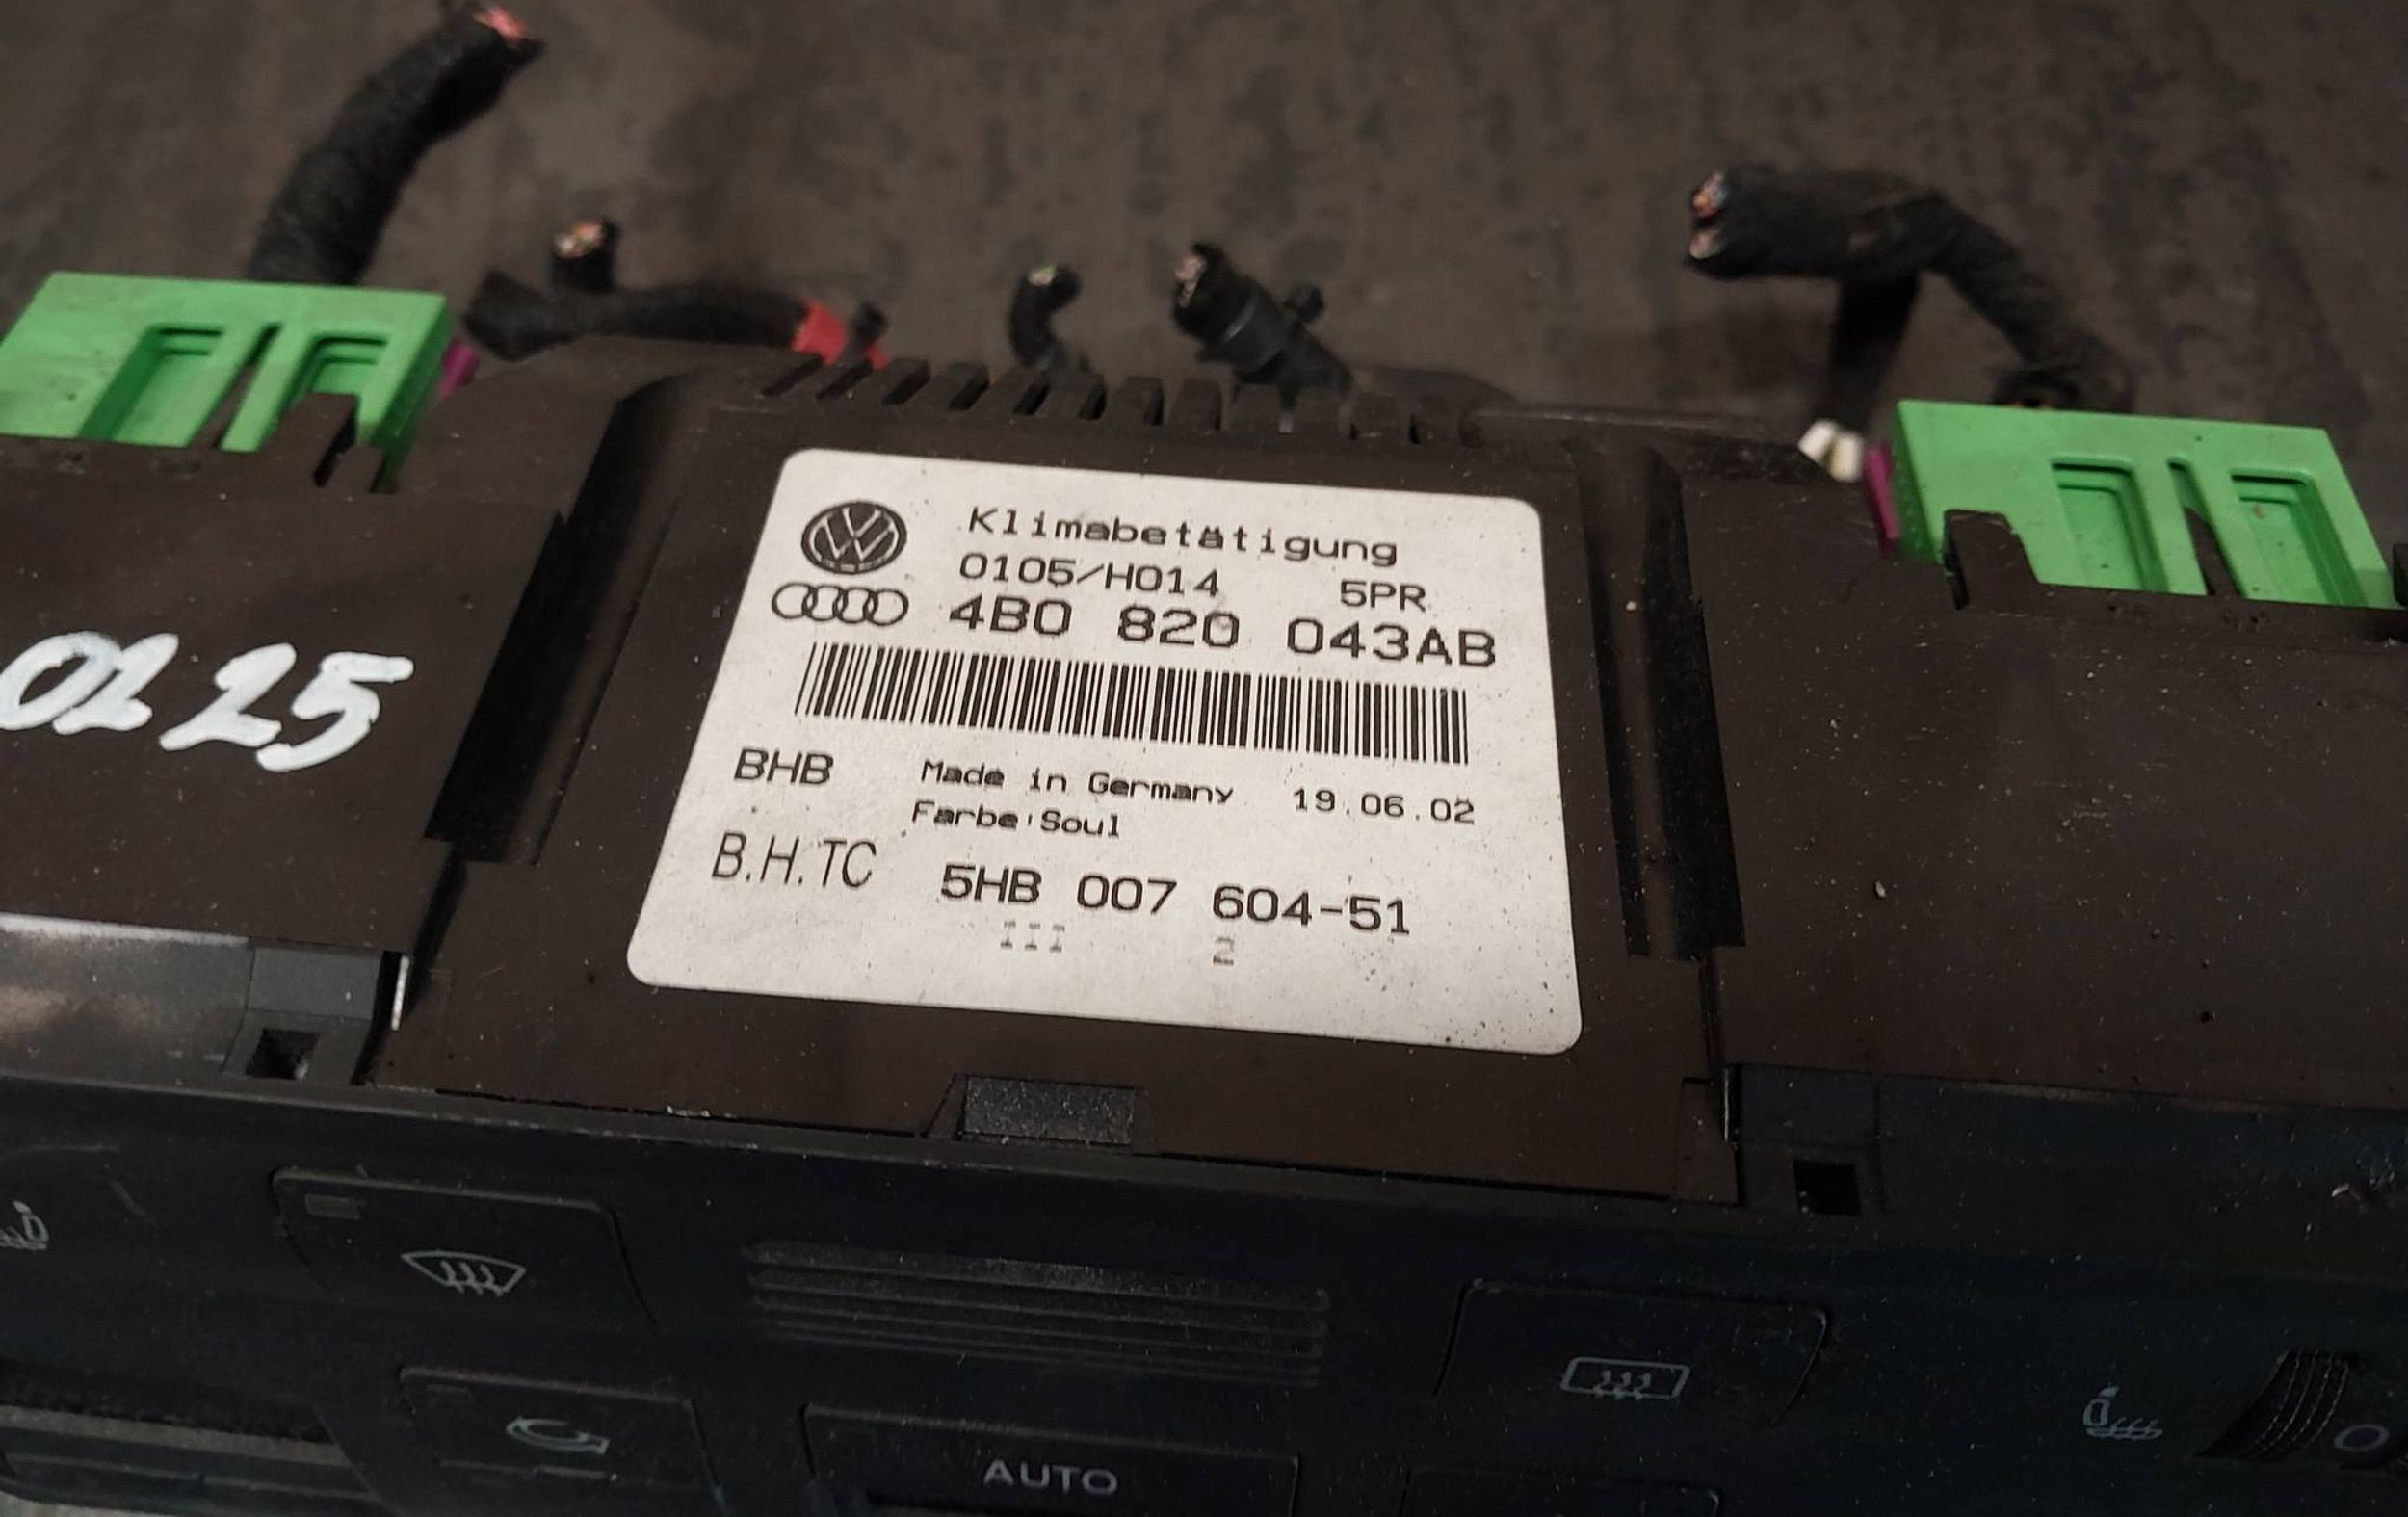 Klimabetätigung
0105/H014 5PR
4B0 820 043AB
BHB Made in Germany 19.06.02
Farbe:Soul
B.H.TC 5HB 007 604-51
III 2
0225
AUTO